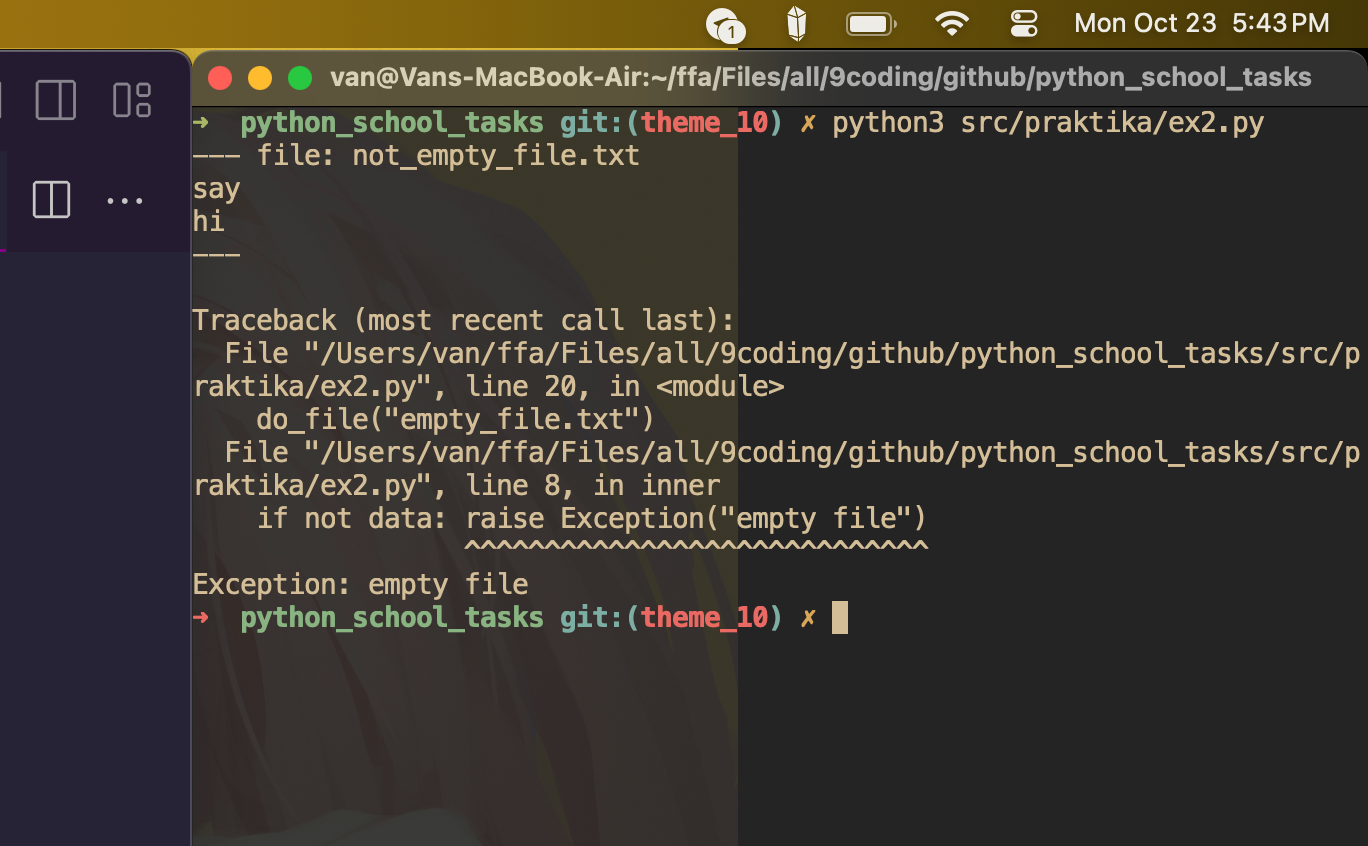 1
Mon Oct 23 5:43 PM
van@Vans-MacBook-Air:~/ffa/Files/all/9coding/github/python_school_tasks
➜  python_school_tasks git:(theme_10) ✗ python3 src/praktika/ex2.py
--- file: not_empty_file.txt
say
hi
---
Traceback (most recent call last):
  File "/Users/van/ffa/Files/all/9coding/github/python_school_tasks/src/p
raktika/ex2.py", line 20, in <module>
    do_file("empty_file.txt")
  File "/Users/van/ffa/Files/all/9coding/github/python_school_tasks/src/p
raktika/ex2.py", line 8, in inner
    if not data: raise Exception("empty file")
                 ^^^^^^^^^^^^^^^^^^^^^^^^^^^^^
Exception: empty file
➜  python_school_tasks git:(theme_10) ✗